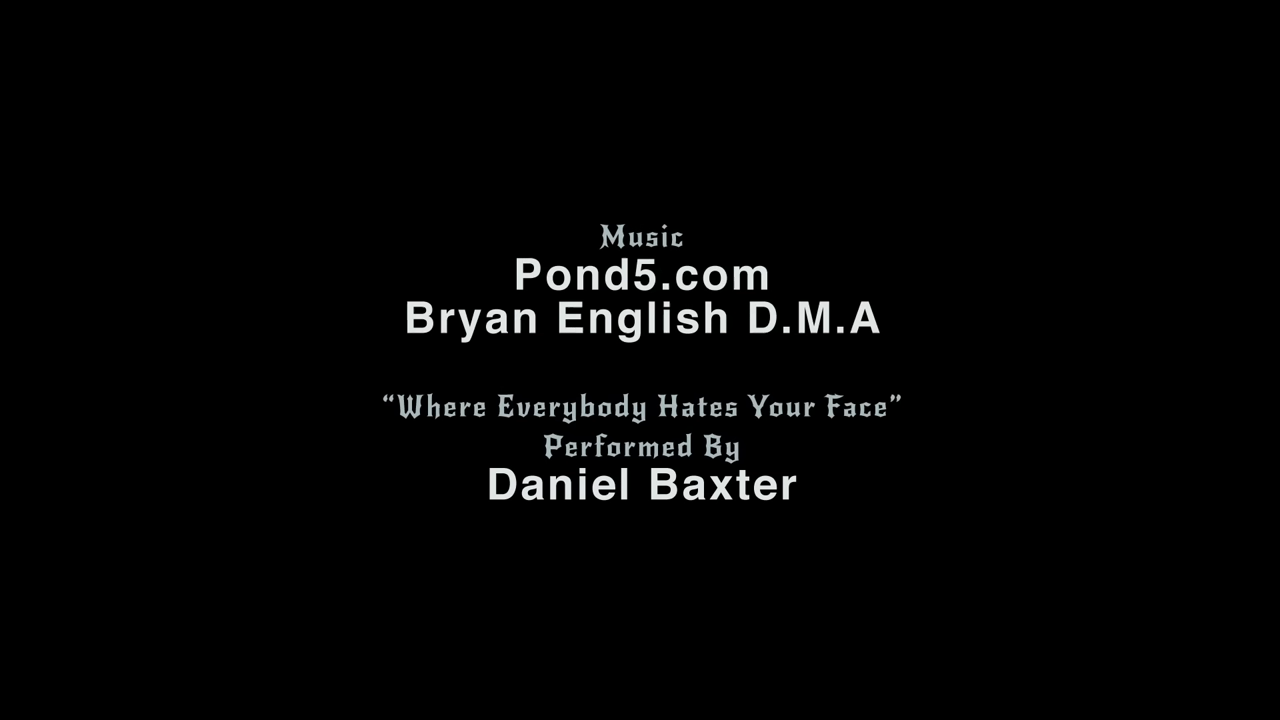 Music
Pond5.com
Bryan English D.M.A
“Where Everybody Hates Your Face”
Performed By
Daniel Baxter